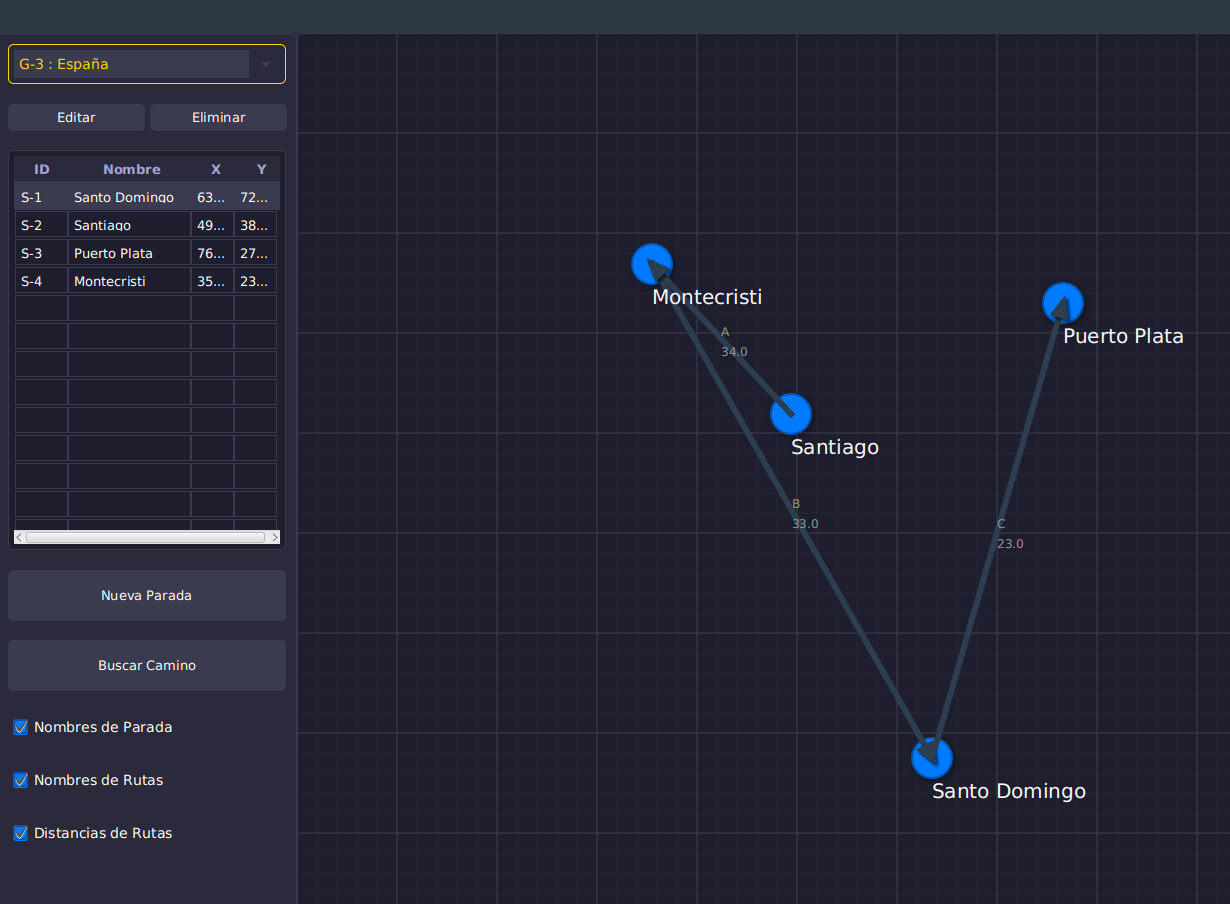 G-3 : España
Editar Eliminar
ID Nombre X Y
S-1 Santo Domingo 63... 72...
S-2 Santiago 49... 38...
S-3 Puerto Plata 76... 27...
S-4 Montecristi 35... 23...
Nueva Parada
Buscar Camino
Nombres de Parada
Nombres de Rutas
Distancias de Rutas
Montecristi
Puerto Plata
A
34.0
Santiago
B
33.0
C
23.0
Santo Domingo